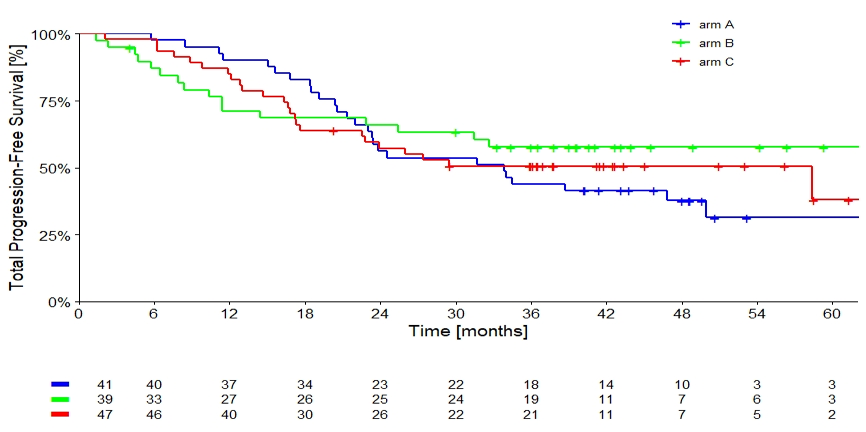 arm A
arm B
arm C
Total Progression-Free Survival [%]
100%
75%
50%
25%
0%
0 6 12 18 24 30 36 42 48 54 60
Time [months]
41 40 37 34 23 22 18 14 10 3 3
39 33 27 26 25 24 19 11 7 6 3
47 46 40 30 26 22 21 11 7 5 2